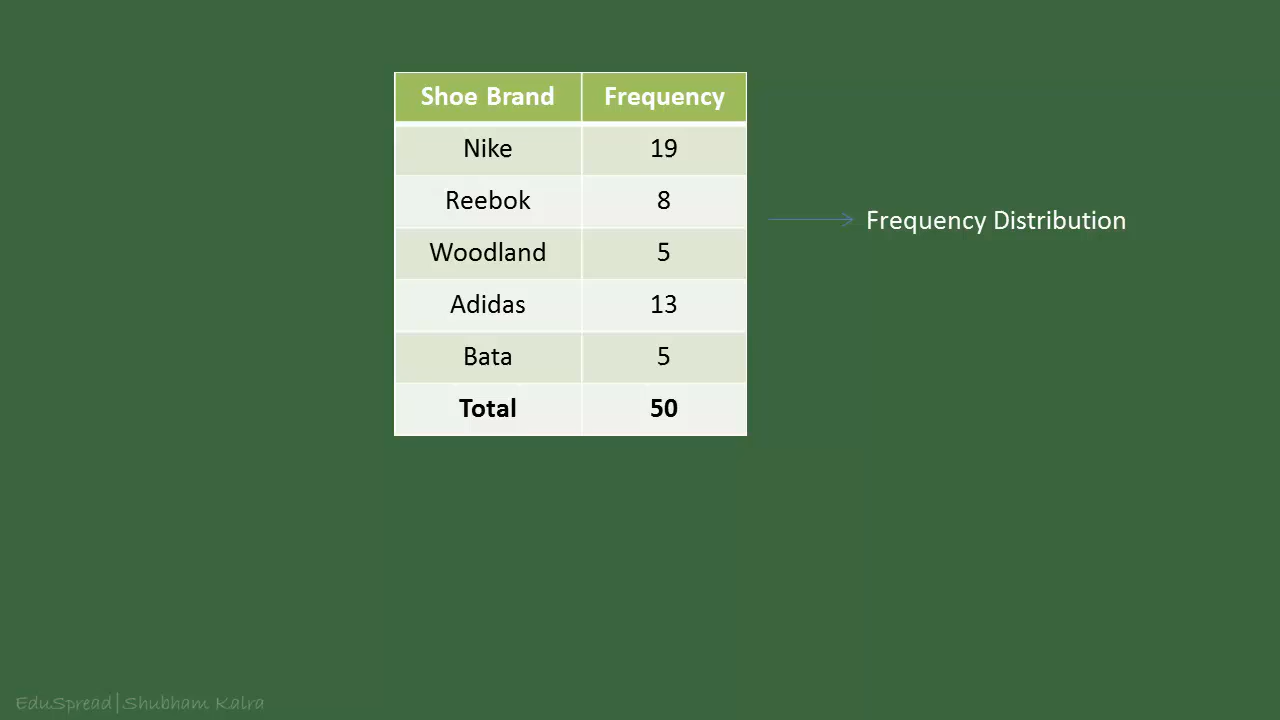 Shoe Brand Frequency
Nike 19
Reebok 8
Woodland 5
Adidas 13
Bata 5
Total 50
Frequency Distribution
EduSpread|Shubham Kalra